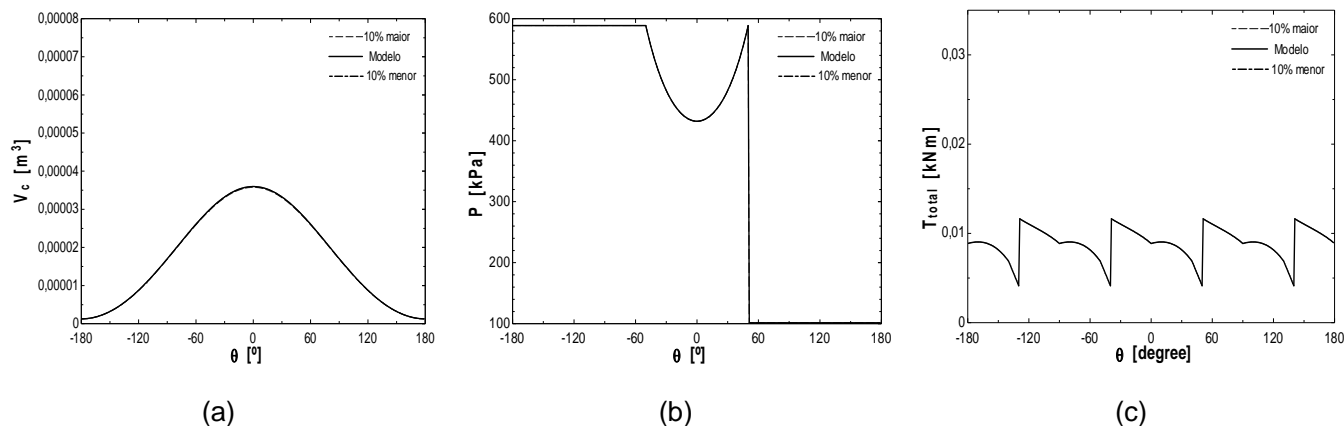 0,00008
0,00007
0,00006
0,00005
0,00004
0,00003
0,00002
0,00001
0
V c [m³]
-180 -120 -60 0 60 120 180
θ [º]
10% maior
Modelo
10% menor
(a)
600
500
400
300
200
100
P [kPa]
-180 -120 -60 0 60 120 180
θ [º]
10% maior
Modelo
10% menor
(b)
0,03
0,02
0,01
0
T total [kNm]
-180 -120 -60 0 60 120 180
θ [degree]
10% maior
Modelo
10% menor
(c)